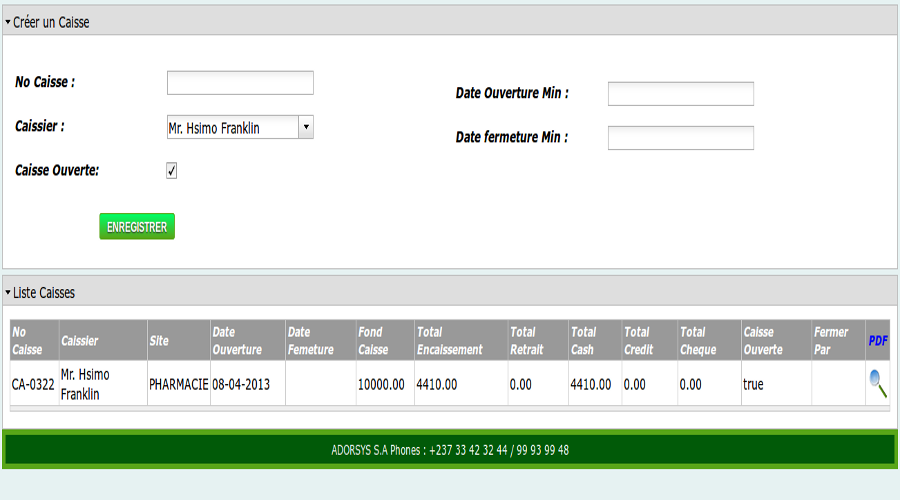 Créer un Caisse
No Caisse :
Date Ouverture Min :
Caissier :
Mr. Hsimo Franklin
Date fermeture Min :
Caisse Ouverte:
ENREGISTRER
Liste Caisses
No Caisse
Caissier
Site
Date Ouverture
Date Femeture
Fond Caisse
Total Encaissement
Total Retrait
Total Cash
Total Credit
Total Cheque
Caisse Ouverte
Fermer Par
PDF
CA-0322
Mr. Hsimo Franklin
PHARMACIE
08-04-2013
10000.00
4410.00
0.00
4410.00
0.00
0.00
true
ADORSYS S.A Phones : +237 33 42 32 44 / 99 93 99 48